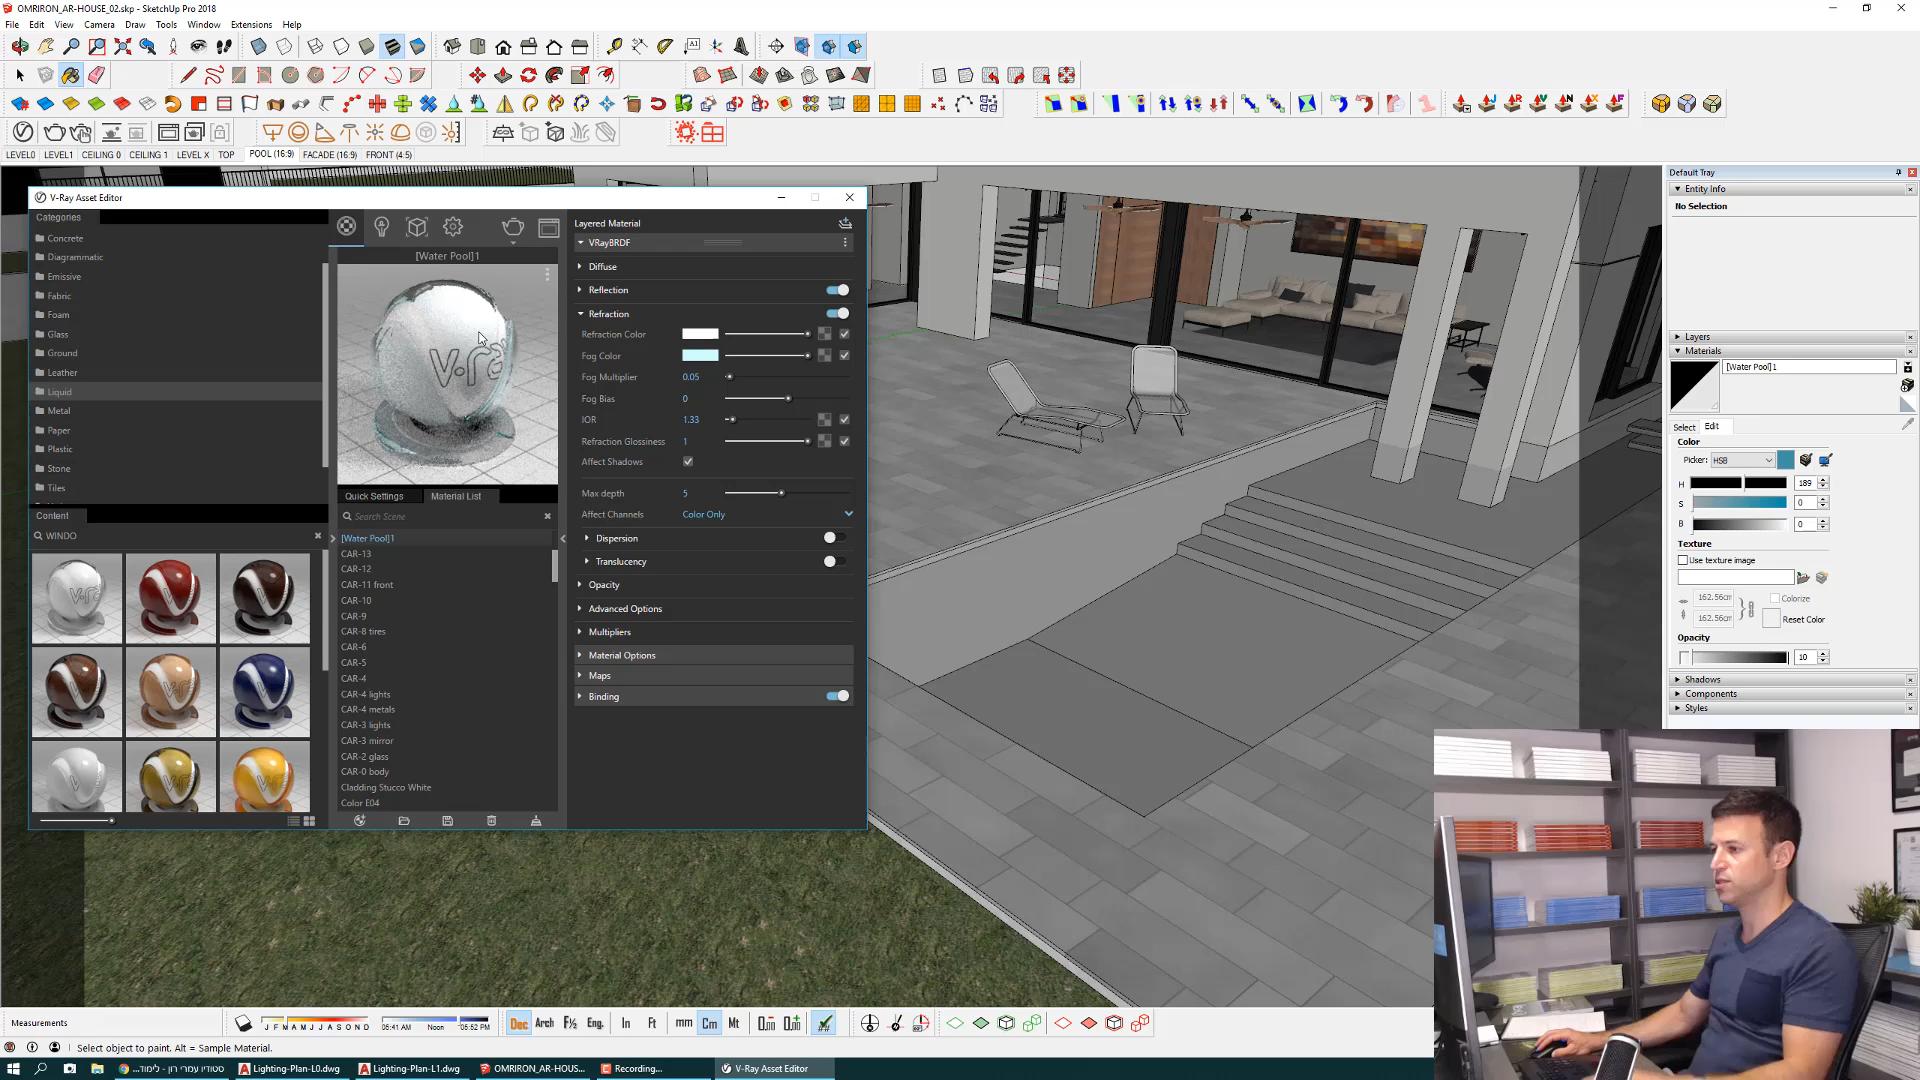 OMRIRON_AR-HOUSE_02.skp - SketchUp Pro 2018
File Edit View Camera Draw Tools Window Extensions Help
LEVEL0 LEVEL1 CEILING 0 CEILING 1 LEVEL X TOP POOL (16:9) FACADE (16:9) FRONT (4:5)
V-Ray Asset Editor
Categories
Concrete
Diagrammatic
Emissive
Fabric
Foam
Glass
Ground
Leather
Liquid
Metal
Paper
Plastic
Stone
Tiles
Content
WINDO
[Water Pool]1
Quick Settings Material List
Search Scene
[Water Pool]1
CAR-13
CAR-12
CAR-11 front
CAR-10
CAR-9
CAR-8 tires
CAR-6
CAR-5
CAR-4
CAR-4 lights
CAR-4 metals
CAR-3 lights
CAR-3 mirror
CAR-2 glass
CAR-0 body
Cladding Stucco White
Color E04
Layered Material
VRayBRDF
Diffuse
Reflection
Refraction
Refraction Color
Fog Color
Fog Multiplier 0.05
Fog Bias 0
IOR 1.33
Refraction Glossiness 1
Affect Shadows
Max depth 5
Affect Channels Color Only
Dispersion
Translucency
Opacity
Advanced Options
Multipliers
Material Options
Maps
Binding
Default Tray
Entity Info
No Selection
Layers
Materials
[Water Pool]1
Select Edit
Color
Picker: HSB
H 189
S 0
B 0
Texture
Use texture image
162.56cm Colorize
162.56cm Reset Color
Opacity
10
Shadows
Components
Styles
Measurements
J F M A M J J A S O N D 06:41 AM Noon 05:52 PM
Dec Arch F½ Eng. In Ft mm Cm Mt
Select object to paint. Alt = Sample Material.
סטודיו עמרי רון - לימוד... Lighting-Plan-L0.dwg Lighting-Plan-L1.dwg OMRIRON_AR-HOUS... Recording... V-Ray Asset Editor